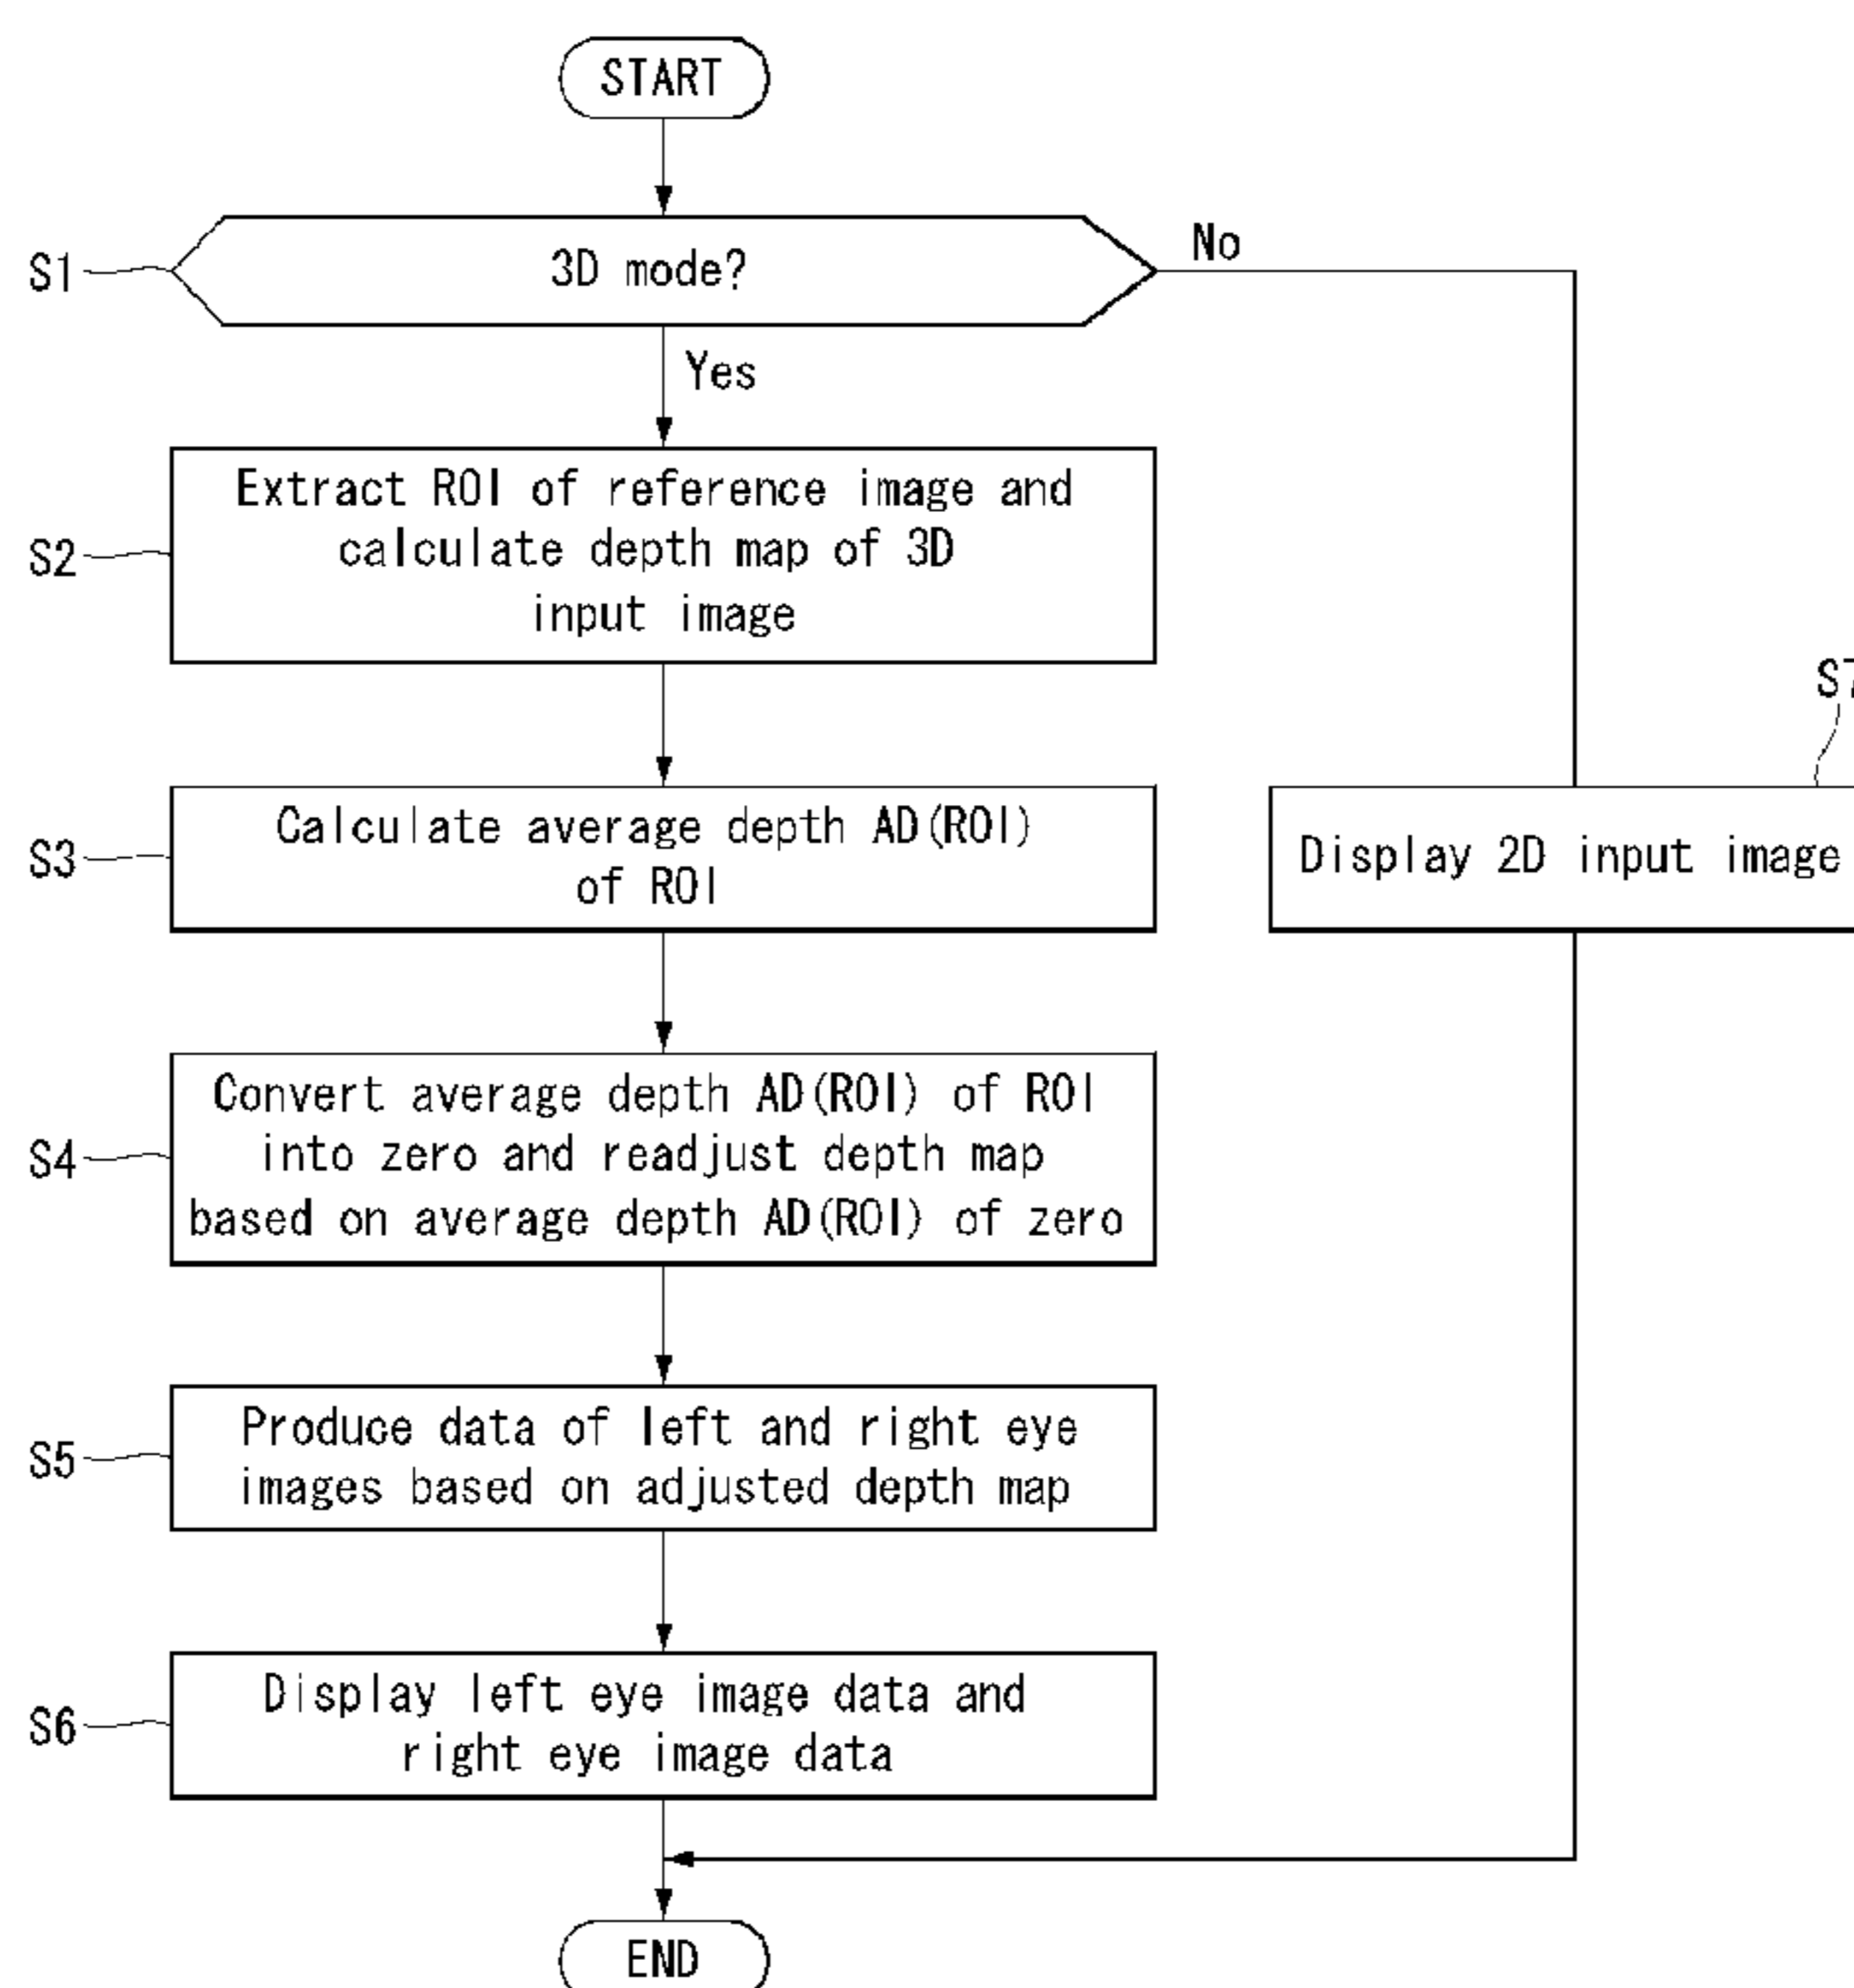 START
S1
3D mode?
No
Yes
S2
Extract ROI of reference image and
calculate depth map of 3D
input image
S7
S3
Calculate average depth AD(ROI)
of ROI
Display 2D input image
S4
Convert average depth AD(ROI) of ROI
into zero and readjust depth map
based on average depth AD(ROI) of zero
S5
Produce data of left and right eye
images based on adjusted depth map
S6
Display left eye image data and
right eye image data
END